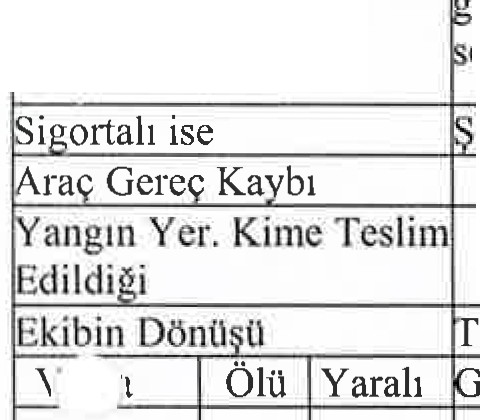 Sigortalı ise
Araç Gereç Kaybı
Yangın Yer. Kime Teslim
Edildiği
Ekibin Dönüşü
Ölü Yaralı